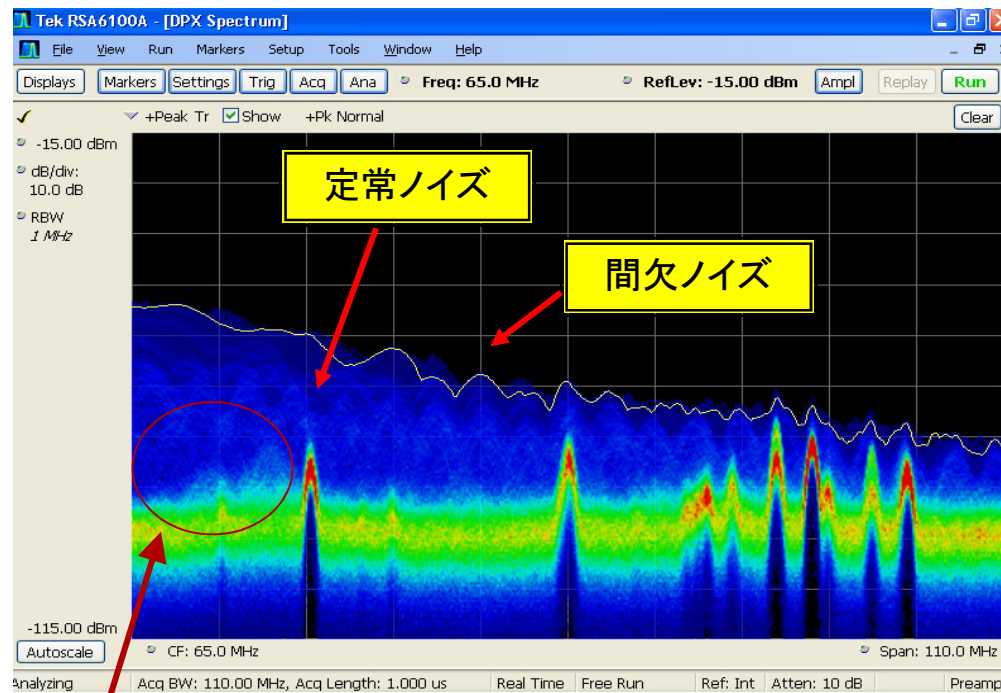 Tek RSA6100A - [DPX Spectrum]
File View Run Markers Setup Tools Window Help
Displays Markers Settings Trig Acq Ana Freq: 65.0 MHz RefLev: -15.00 dBm Ampl Replay Run
+Peak Tr Show +Pk Normal Clear
-15.00 dBm
dB/div:
10.0 dB
RBW
1 MHz
定常ノイズ
間欠ノイズ
-115.00 dBm
Autoscale CF: 65.0 MHz Span: 110.0 MHz
Analyzing Acq BW: 110.00 MHz, Acq Length: 1.000 us Real Time Free Run Ref: Int Atten: 10 dB Preamp